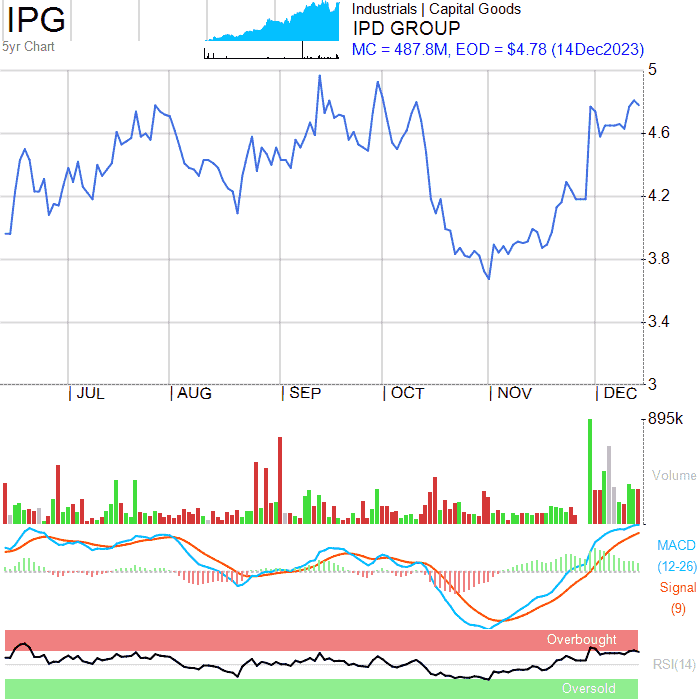 IPG
5yr Chart
Industrials | Capital Goods
IPD GROUP
MC = 487.8M, EOD = $4.78 (14Dec2023)
5
4.6
4.2
3.8
3.4
3
| JUL | AUG | SEP | OCT | NOV | DEC
895k
Volume
MACD
(12-26)
Signal
(9)
Overbought
RSI(14)
Oversold